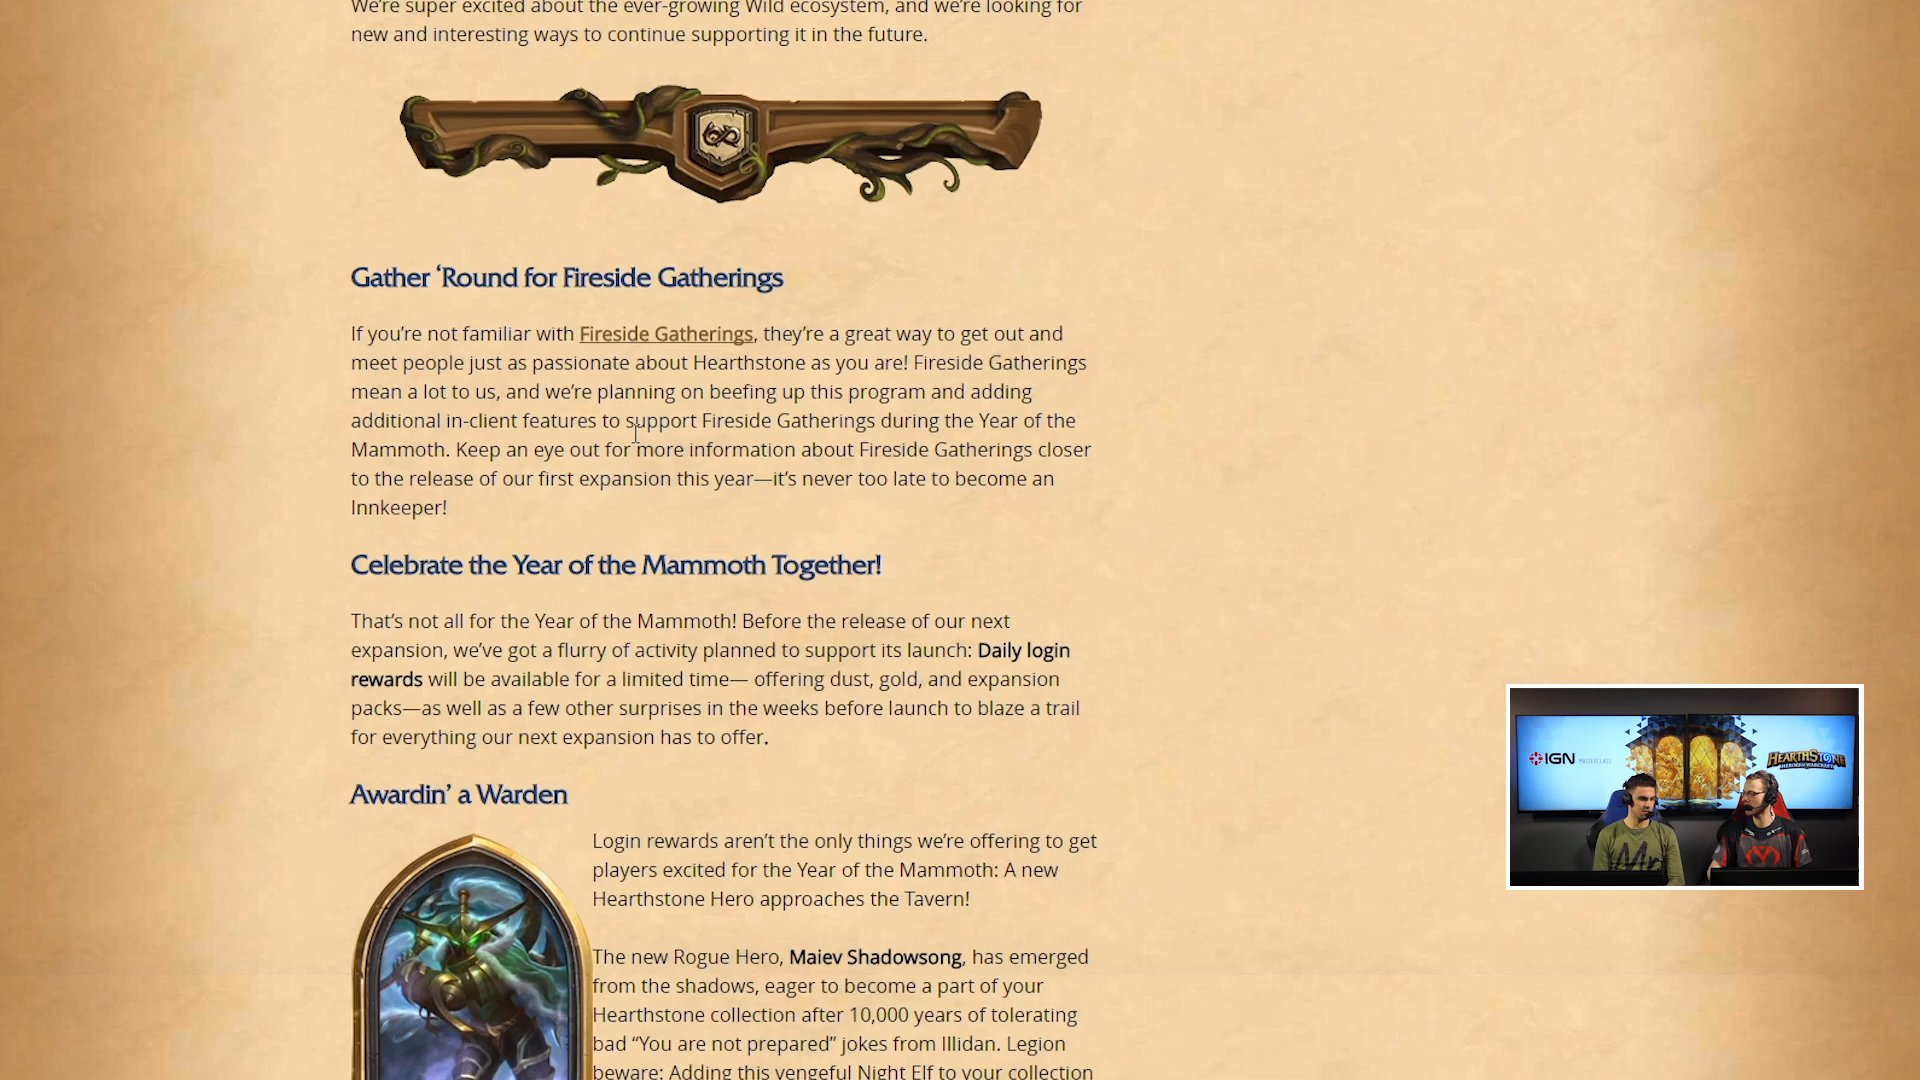 We're super excited about the ever-growing Wild ecosystem, and we're looking for
new and interesting ways to continue supporting it in the future.
Gather ‘Round for Fireside Gatherings
If you’re not familiar with Fireside Gatherings, they’re a great way to get out and
meet people just as passionate about Hearthstone as you are! Fireside Gatherings
mean a lot to us, and we’re planning on beefing up this program and adding
additional in-client features to support Fireside Gatherings during the Year of the
Mammoth. Keep an eye out for more information about Fireside Gatherings closer
to the release of our first expansion this year—it’s never too late to become an
Innkeeper!
Celebrate the Year of the Mammoth Together!
That’s not all for the Year of the Mammoth! Before the release of our next
expansion, we’ve got a flurry of activity planned to support its launch: Daily login
rewards will be available for a limited time— offering dust, gold, and expansion
packs—as well as a few other surprises in the weeks before launch to blaze a trail
for everything our next expansion has to offer.
Awardin’ a Warden
Login rewards aren’t the only things we’re offering to get
players excited for the Year of the Mammoth: A new
Hearthstone Hero approaches the Tavern!
The new Rogue Hero, Maiev Shadowsong, has emerged
from the shadows, eager to become a part of your
Hearthstone collection after 10,000 years of tolerating
bad “You are not prepared” jokes from Illidan. Legion
beware: Adding this vengeful Night Elf to your collection
IGN MASTERCLASS
HEARTHSTONE
HEROES OF WARCRAFT
Mr